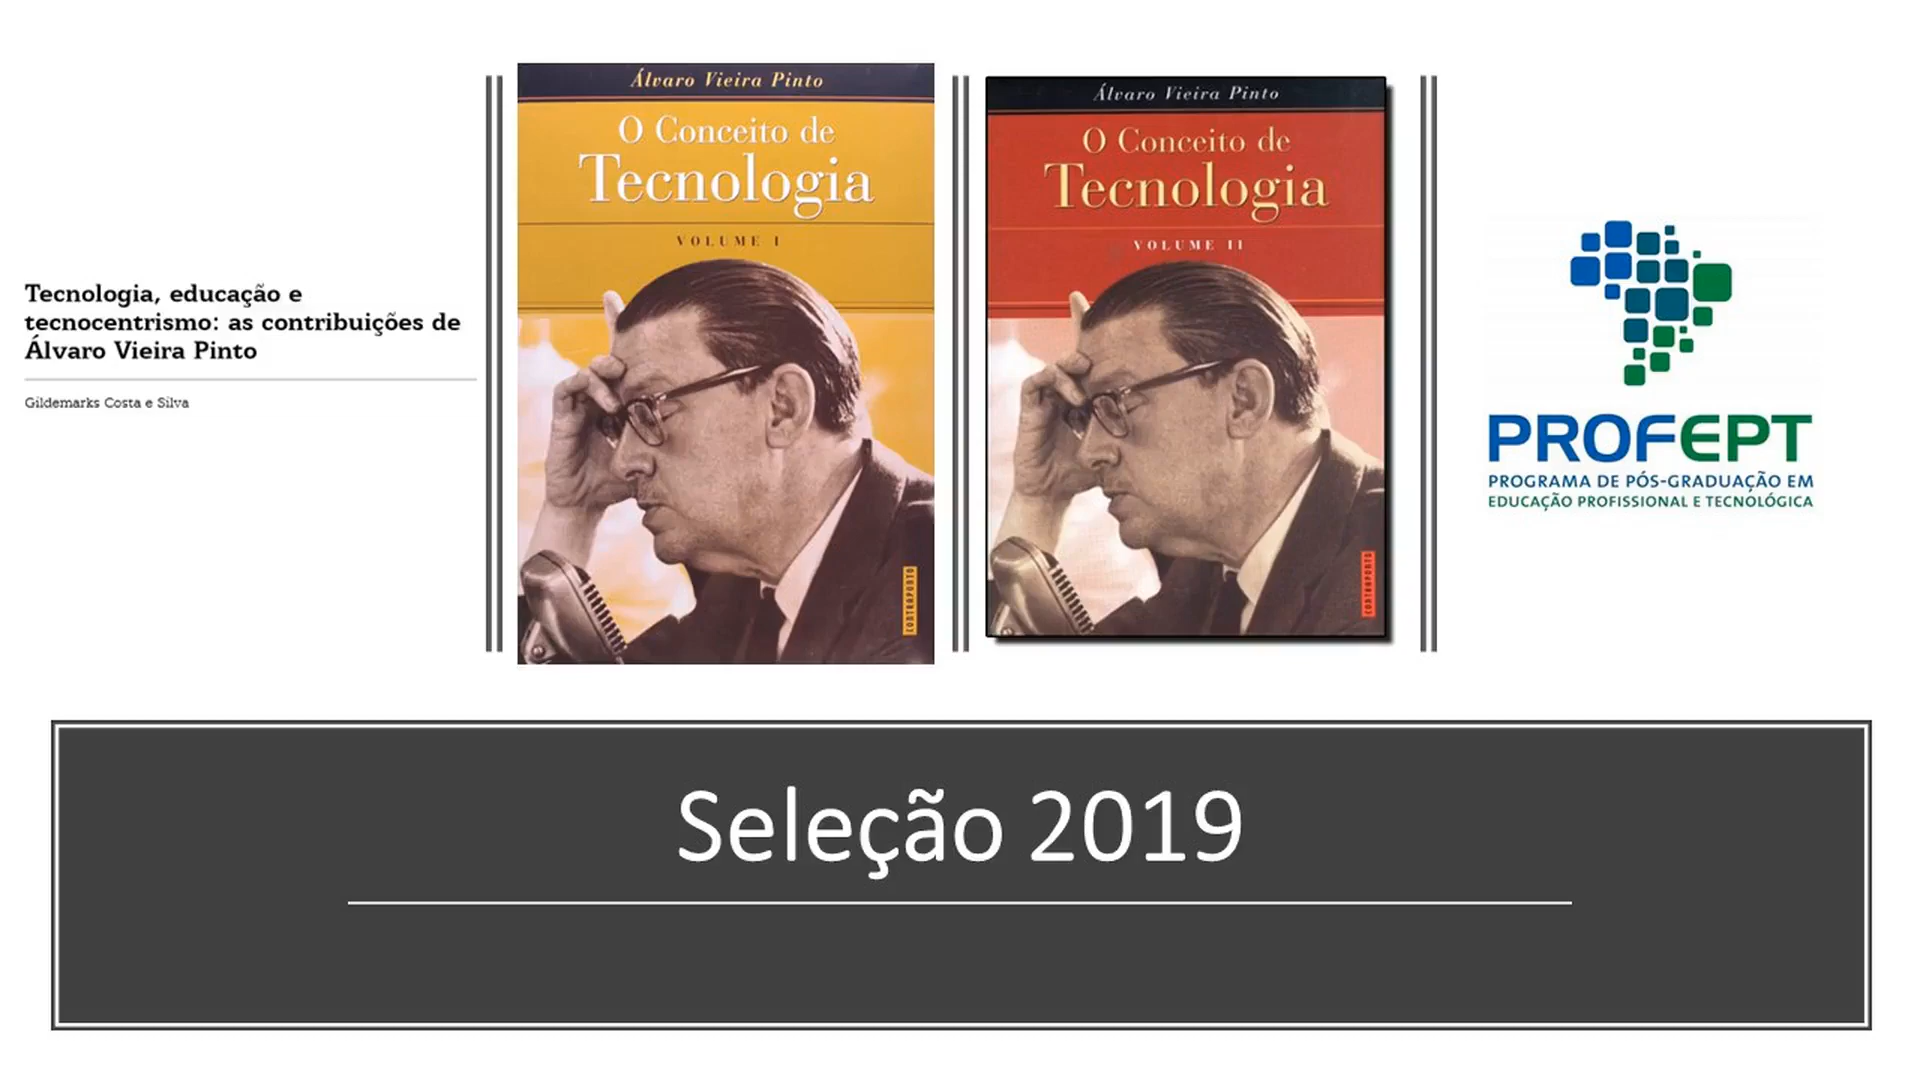 Tecnologia, educação e
tecnocentrismo: as contribuições de
Álvaro Vieira Pinto
Gildemarks Costa e Silva
Álvaro Vieira Pinto
O Conceito de
Tecnologia
VOLUME I
CONTRAPONTO
Álvaro Vieira Pinto
O Conceito de
Tecnologia
VOLUME II
CONTRAPONTO
PROFEPT
PROGRAMA DE PÓS-GRADUAÇÃO EM
EDUCAÇÃO PROFISSIONAL E TECNOLÓGICA
Seleção 2019